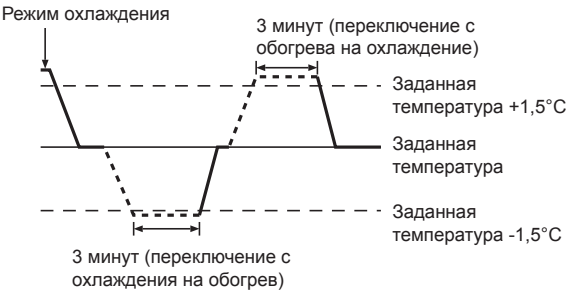 Режим охлаждения
3 минут (переключение с
обогрева на охлаждение)
Заданная
температура +1,5°C
Заданная
температура
Заданная
температура -1,5°C
3 минут (переключение с
охлаждения на обогрев)